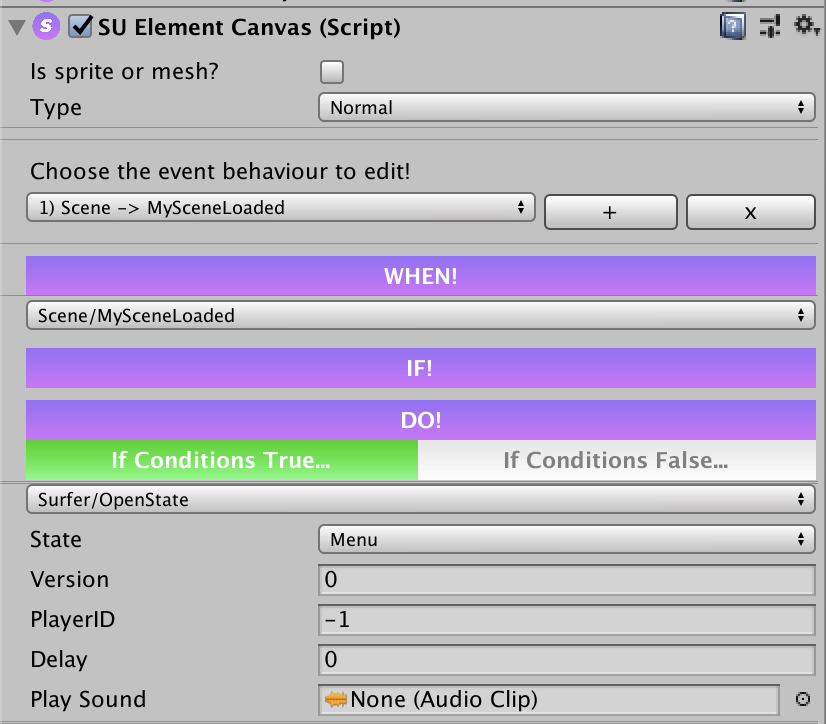 S SU Element Canvas (Script)
Is sprite or mesh?
Type Normal
Choose the event behaviour to edit!
1) Scene -> MySceneLoaded + x
WHEN!
Scene/MySceneLoaded
IF!
DO!
If Conditions True... If Conditions False...
Surfer/OpenState
State Menu
Version 0
PlayerID -1
Delay 0
Play Sound None (Audio Clip)